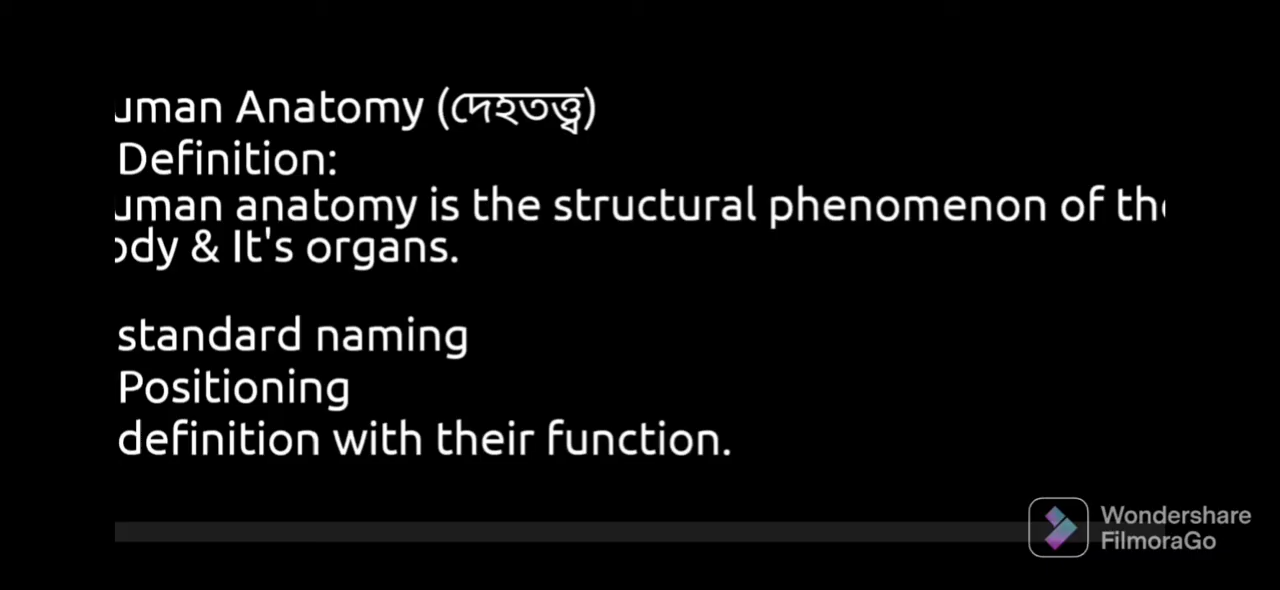 uman Anatomy (দেহতত্ত্ব)
Definition:
uman anatomy is the structural phenomenon of the
ody & It's organs.
standard naming
Positioning
definition with their function.
Wondershare
FilmoraGo